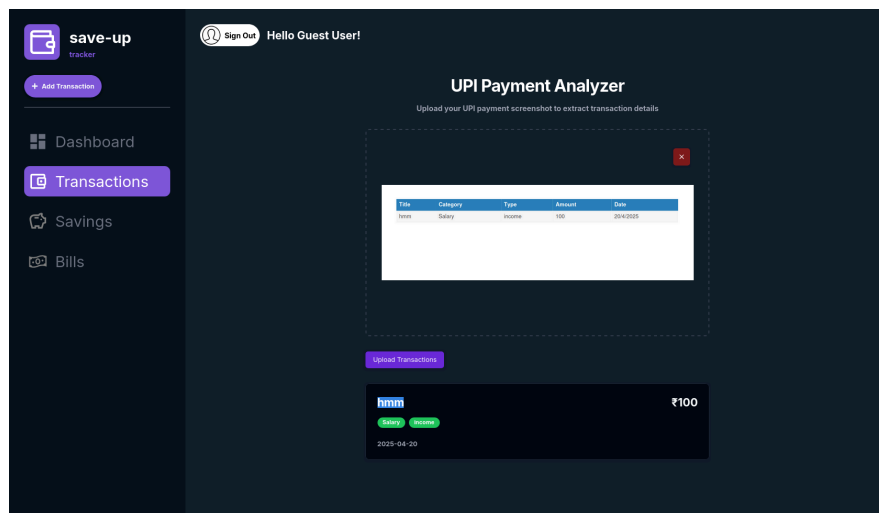 save-up
tracker
+ Add Transaction
Dashboard
Transactions
Savings
Bills
Sign Out Hello Guest User!
UPI Payment Analyzer
Upload your UPI payment screenshot to extract transaction details
×
Title Category Type Amount Date
hmm Salary income 100 20/4/2025
Upload Transactions
hmm ₹100
Salary Income
2025-04-20